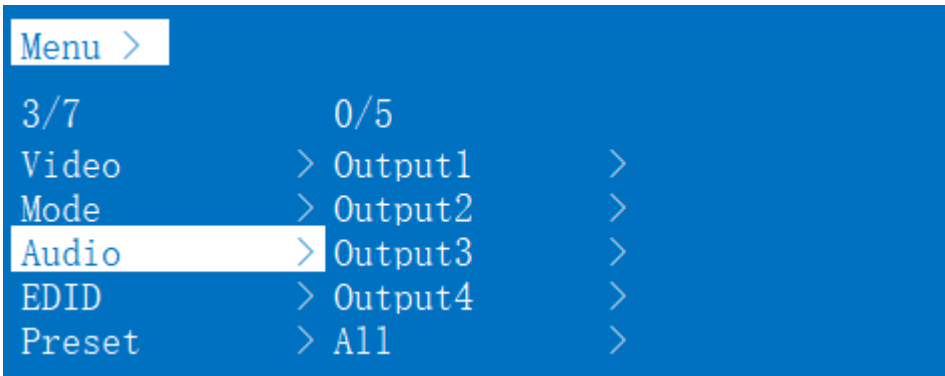 Menu >
3/7 0/5
Video > Output1 >
Mode > Output2 >
Audio > Output3 >
EDID > Output4 >
Preset > All >